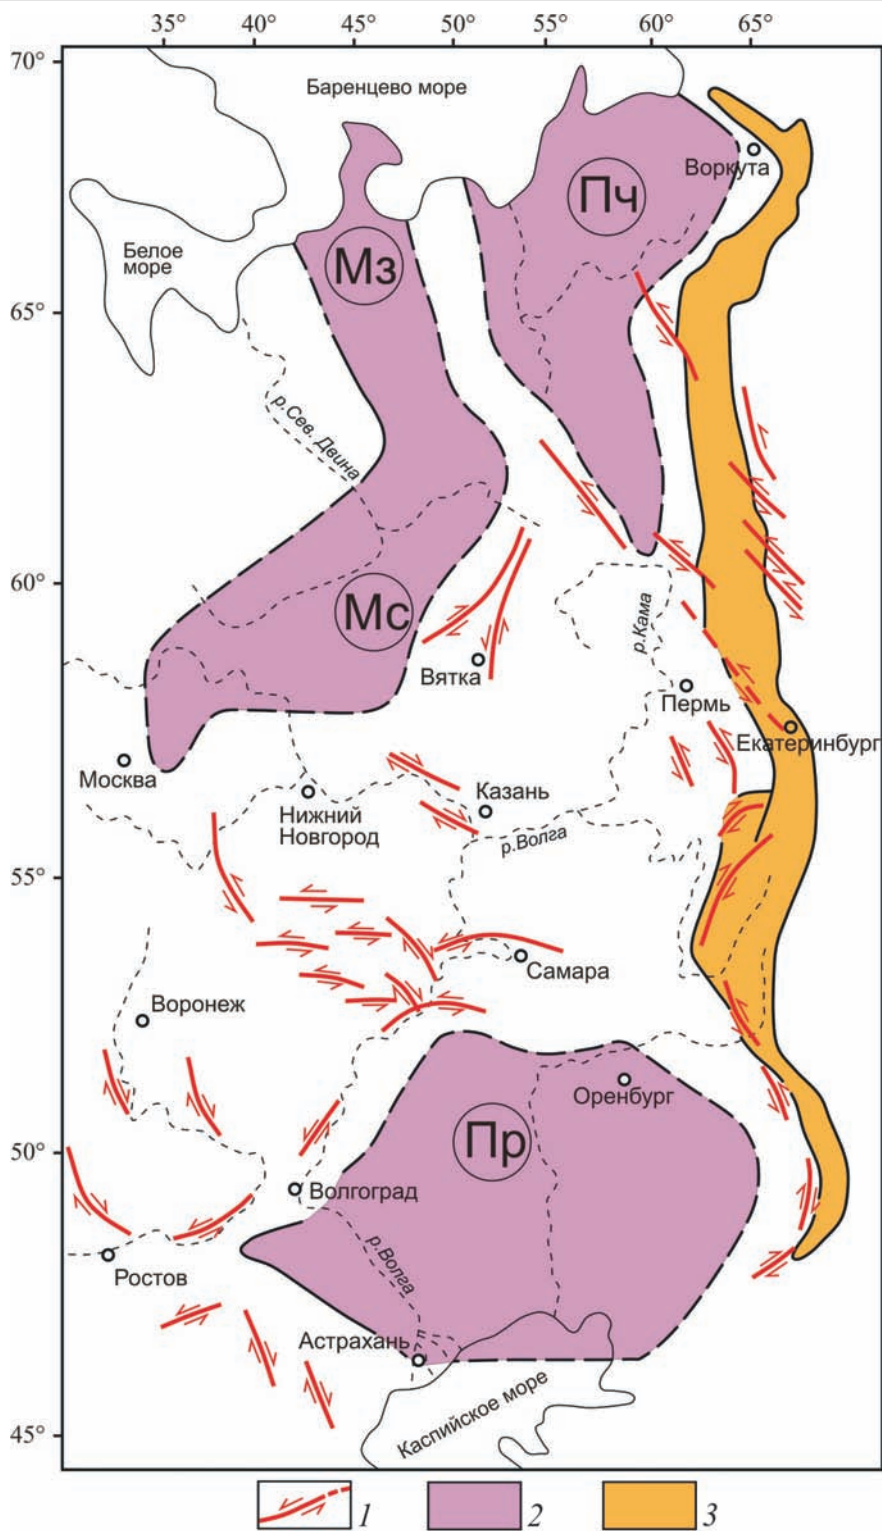 35° 40° 45° 50° 55° 60° 65°
70°
Баренцево море
Воркута
Пч
Белое
море
Мз
65°
р.Сев. Двина
60°
Мс
р.Кама
Вятка
Пермь
Екатеринбург
Москва
Казань
Нижний
Новгород
р.Волга
55°
Самара
Воронеж
Оренбург
Пр
50°
Волгоград
р.Волга
Ростов
Астрахань
Каспийское море
45°
1 2 3